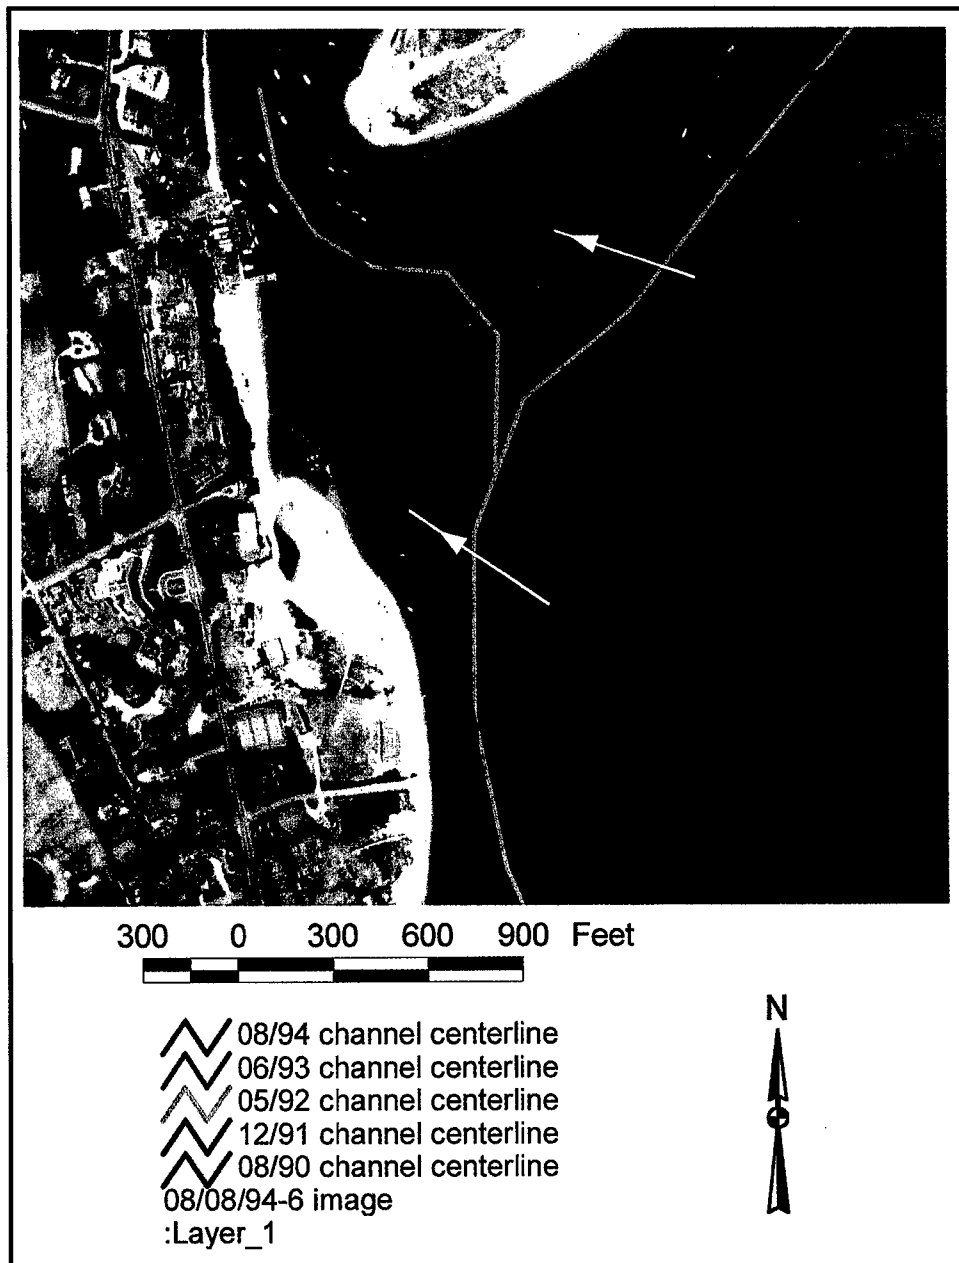 300 0 300 600 900 Feet
N
08/94 channel centerline
06/93 channel centerline
05/92 channel centerline
12/91 channel centerline
08/90 channel centerline
08/08/94-6 image
:Layer_1